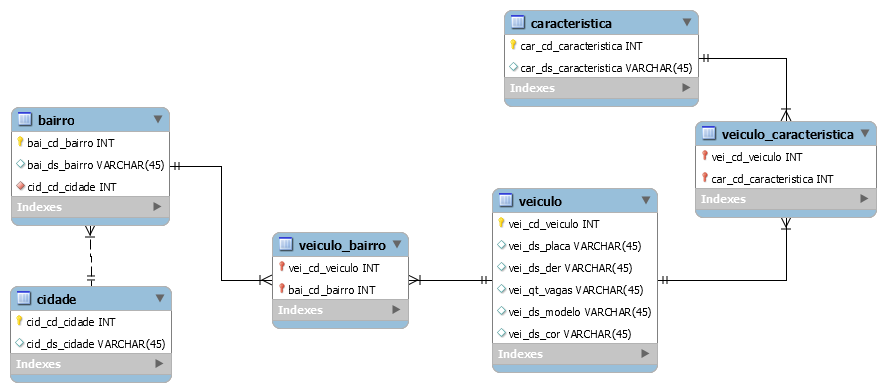 caracteristica
car_cd_caracteristica INT
car_ds_caracteristica VARCHAR(45)
Indexes
bairro
bai_cd_bairro INT
bai_ds_bairro VARCHAR(45)
cid_cd_cidade INT
Indexes
veiculo_caracteristica
vei_cd_veiculo INT
car_cd_caracteristica INT
Indexes
veiculo
vei_cd_veiculo INT
vei_ds_placa VARCHAR(45)
vei_ds_der VARCHAR(45)
vei_qt_vagas VARCHAR(45)
vei_ds_modelo VARCHAR(45)
vei_ds_cor VARCHAR(45)
Indexes
veiculo_bairro
vei_cd_veiculo INT
bai_cd_bairro INT
Indexes
cidade
cid_cd_cidade INT
cid_ds_cidade VARCHAR(45)
Indexes